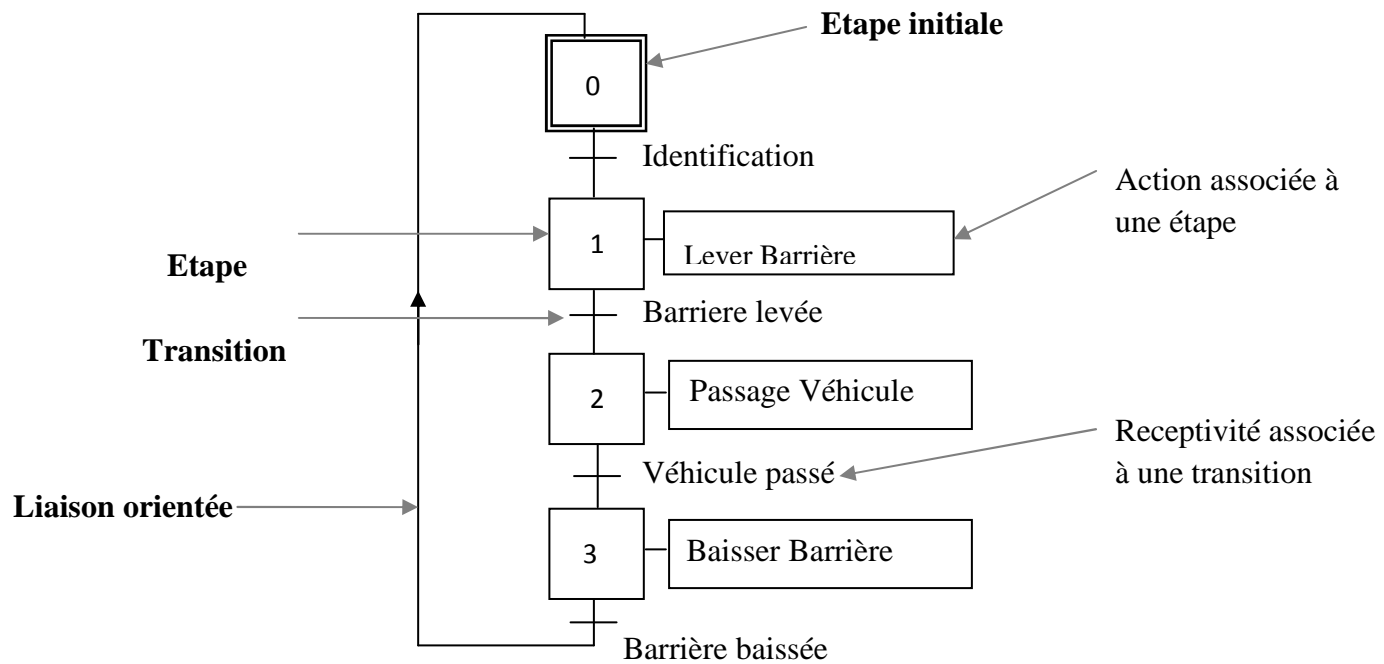 Etape initiale
0
Identification
Action associée à
une étape
1
Lever Barrière
Etape
Barriere levée
Transition
2
Passage Véhicule
Receptivité associée
à une transition
Véhicule passé
Liaison orientée
3
Baisser Barrière
Barrière baissée